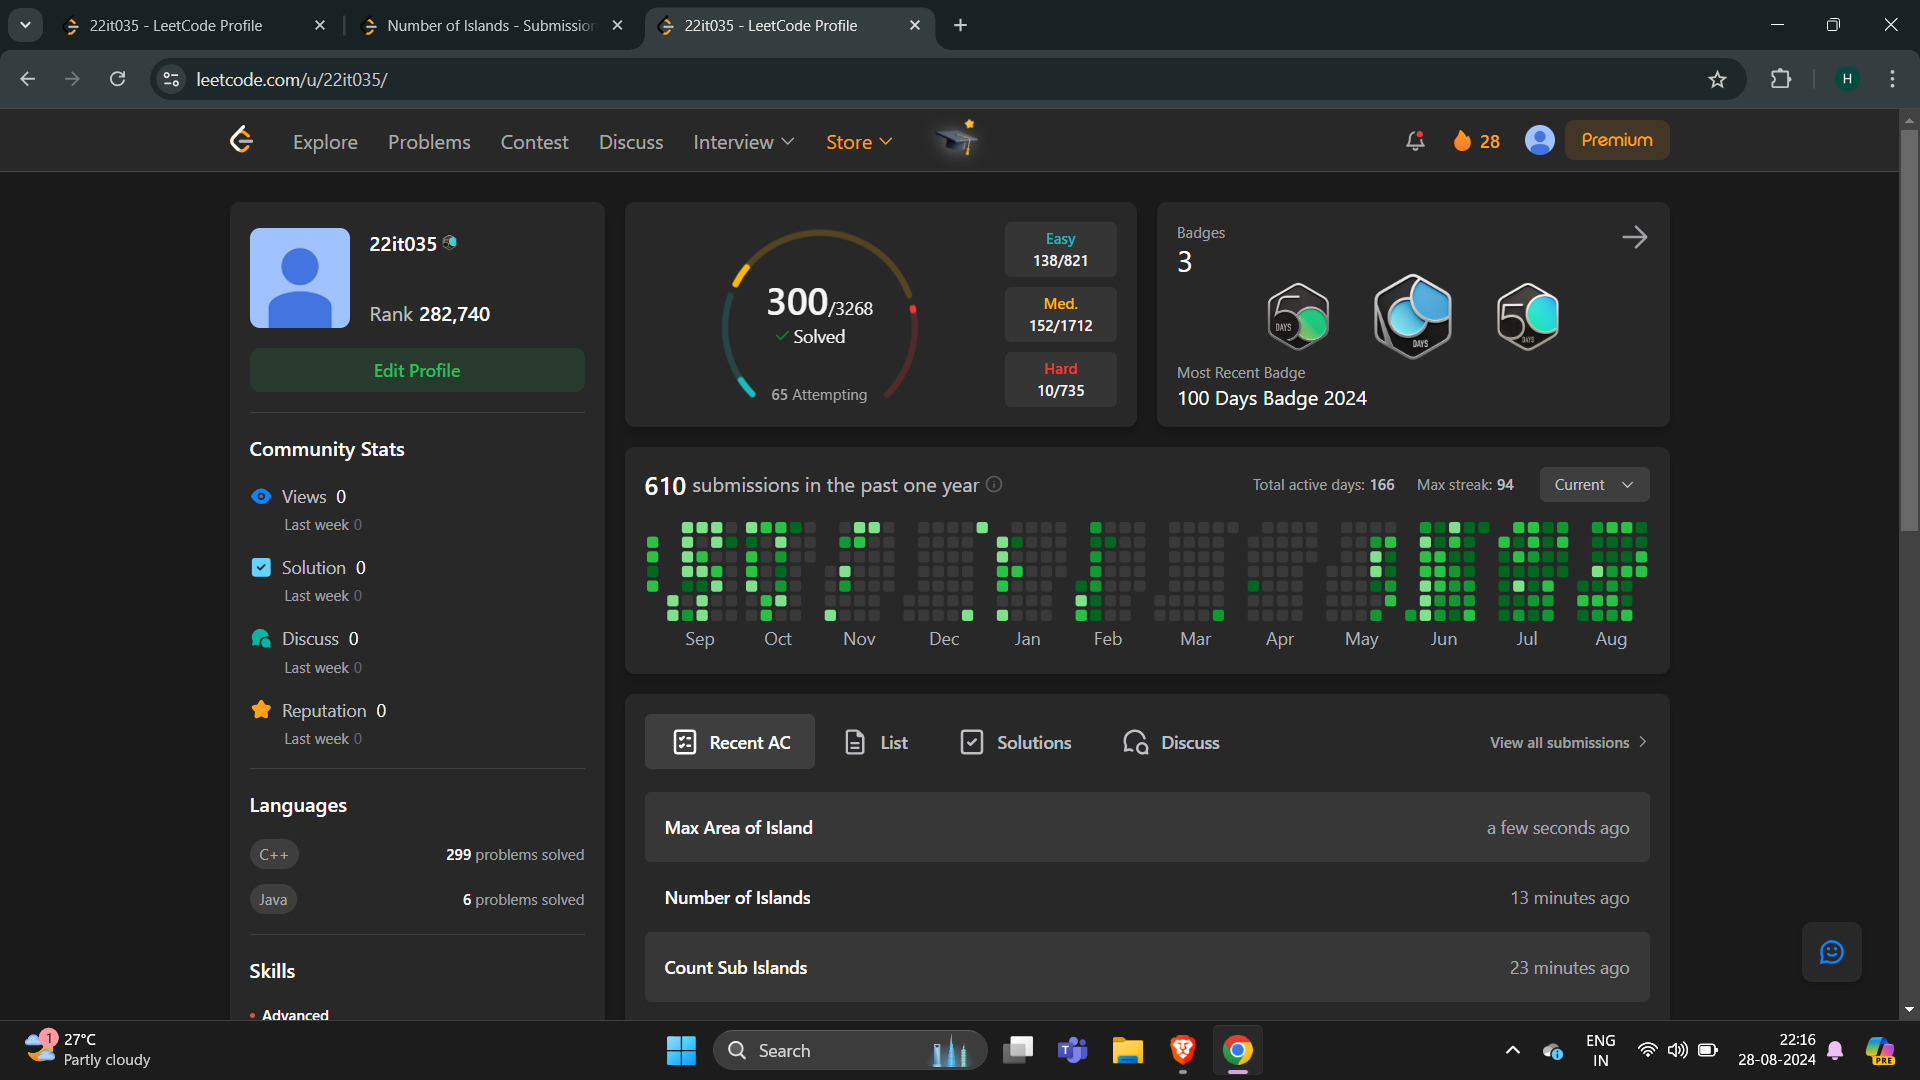 22it035 - LeetCode Profile
Number of Islands - Submission
22it035 - LeetCode Profile
leetcode.com/u/22it035/
H
Explore
Problems
Contest
Discuss
Interview
Store
28
Premium
22it035
Rank 282,740
Edit Profile
Community Stats
Views 0
Last week 0
Solution 0
Last week 0
Discuss 0
Last week 0
Reputation 0
Last week 0
Languages
C++
299 problems solved
Java
6 problems solved
Skills
Advanced
300/3268
Solved
65 Attempting
Easy
138/821
Med.
152/1712
Hard
10/735
Badges
3
50 DAYS
DAYS
50 DAYS
Most Recent Badge
100 Days Badge 2024
610 submissions in the past one year
Total active days: 166
Max streak: 94
Current
Sep
Oct
Nov
Dec
Jan
Feb
Mar
Apr
May
Jun
Jul
Aug
Recent AC
List
Solutions
Discuss
View all submissions
Max Area of Island
a few seconds ago
Number of Islands
13 minutes ago
Count Sub Islands
23 minutes ago
1
27°C
Partly cloudy
Search
ENG
IN
22:16
28-08-2024
PRE